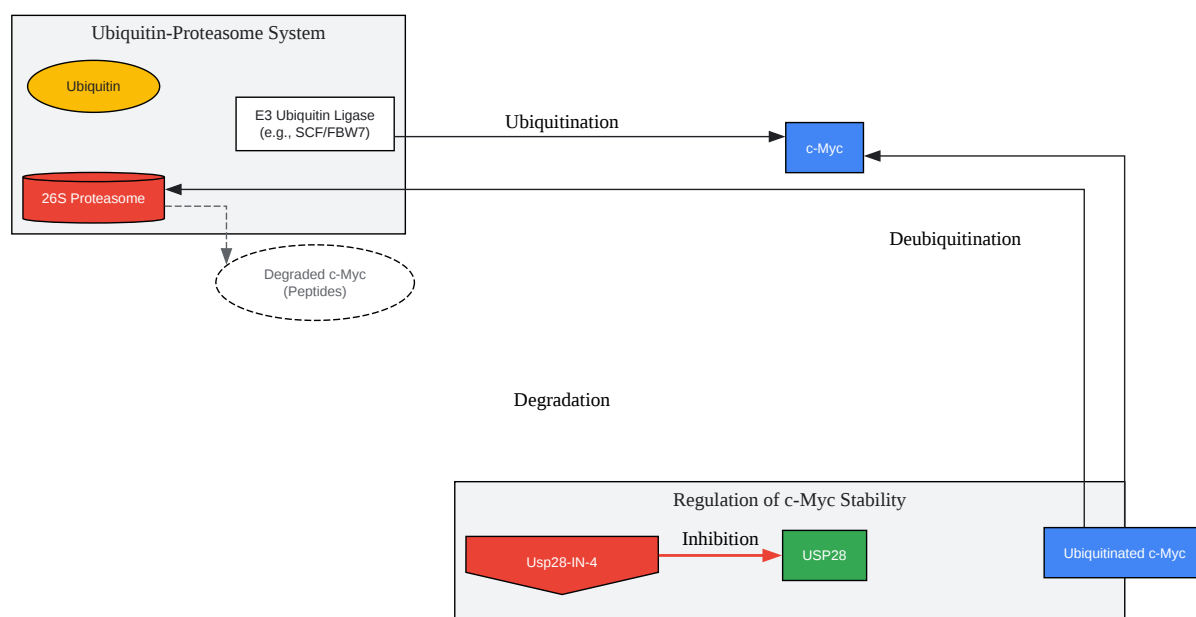 Ubiquitin-Proteasome System
Ubiquitin
E3 Ubiquitin Ligase
(e.g., SCF/FBW7)
Ubiquitination
c-Myc
26S Proteasome
Deubiquitination
Degraded c-Myc
(Peptides)
Degradation
Regulation of c-Myc Stability
Usp28-IN-4
Inhibition
USP28
Ubiquitinated c-Myc